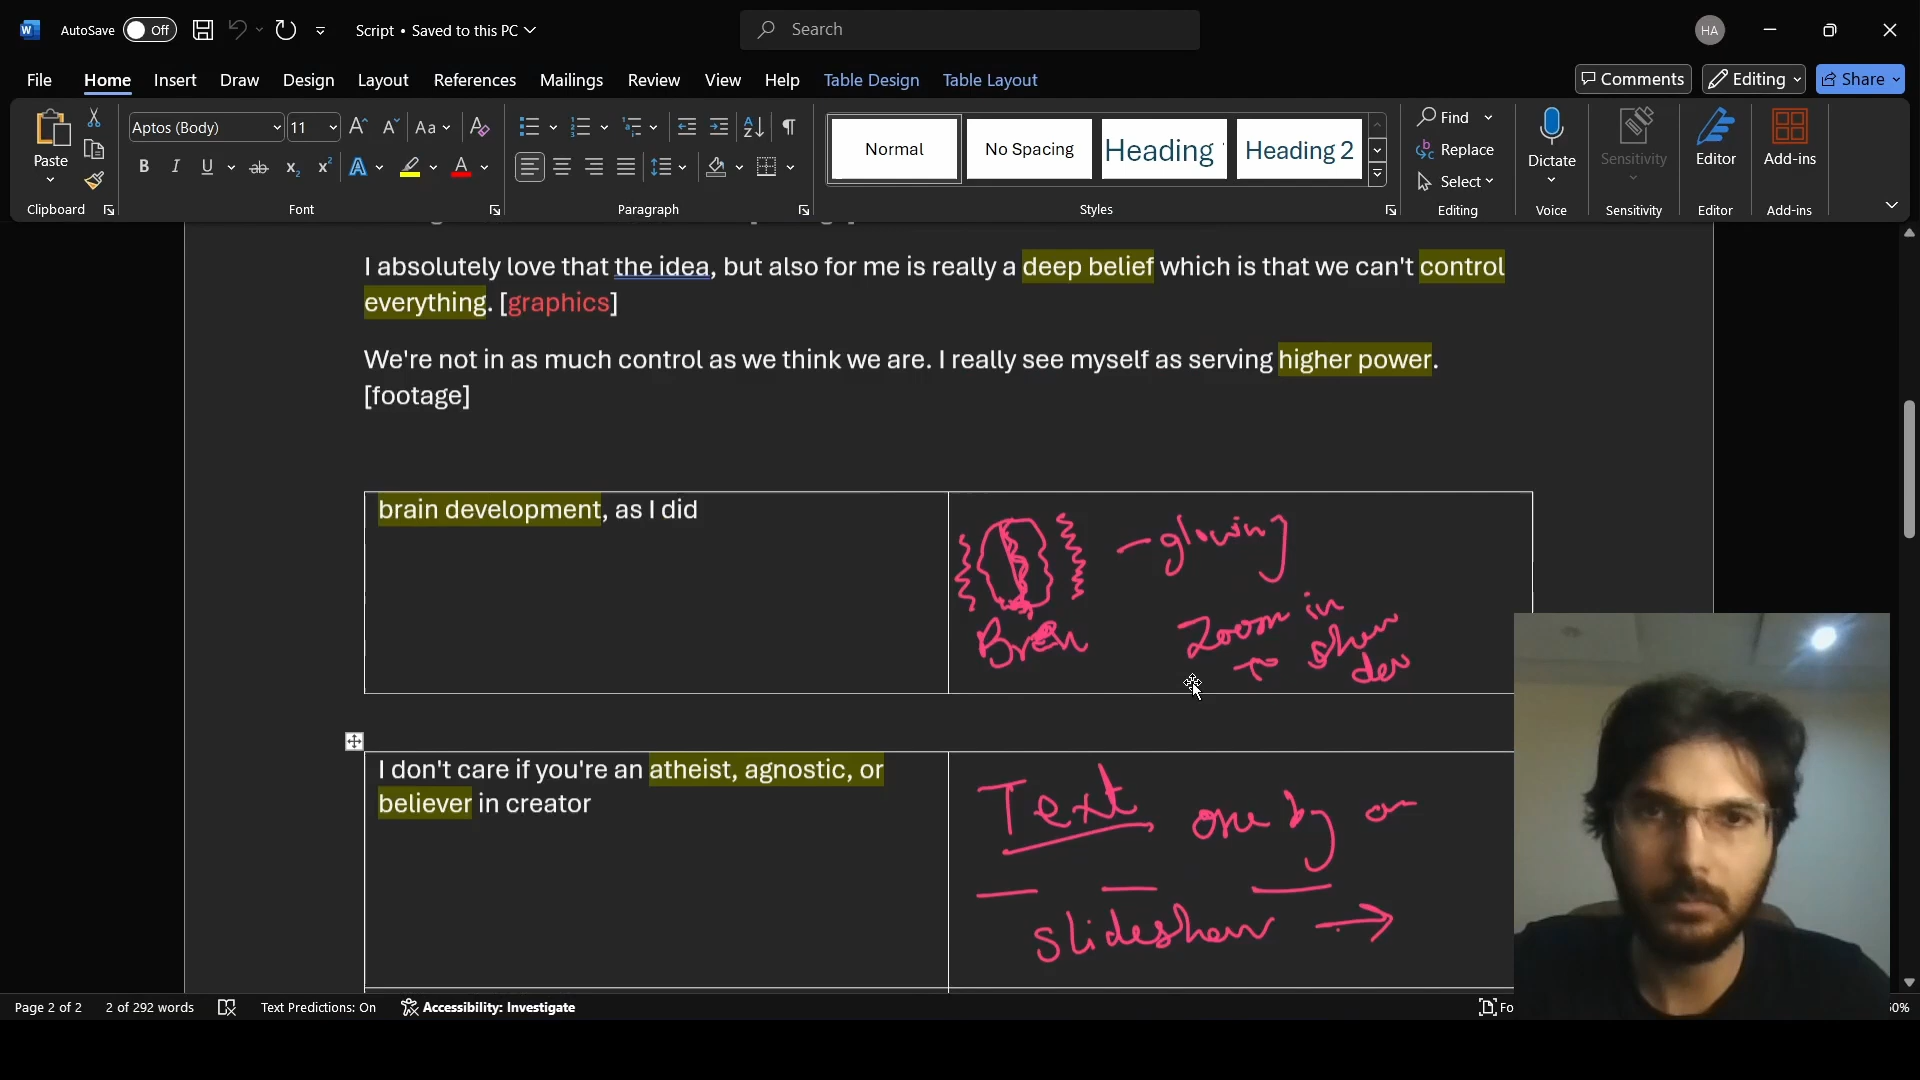 AutoSave Off Script • Saved to this PC Search HA
File Home Insert Draw Design Layout References Mailings Review View Help Table Design Table Layout Comments Editing Share
Paste
Clipboard
Aptos (Body) 11
Font
Paragraph
Normal No Spacing Heading Heading 2
Styles
Find
Replace
Select
Editing
Dictate
Voice
Sensitivity
Sensitivity
Editor
Editor
Add-ins
Add-ins
I absolutely love that the idea, but also for me is really a deep belief which is that we can't control
everything. [graphics]
We're not in as much control as we think we are. I really see myself as serving higher power.
[footage]
brain development, as I did
- glowing
Zoom in
to show
dev
I don't care if you're an atheist, agnostic, or
believer in creator
Text one by on
slideshow →
Page 2 of 2 2 of 292 words Text Predictions: On Accessibility: Investigate Fo 60%